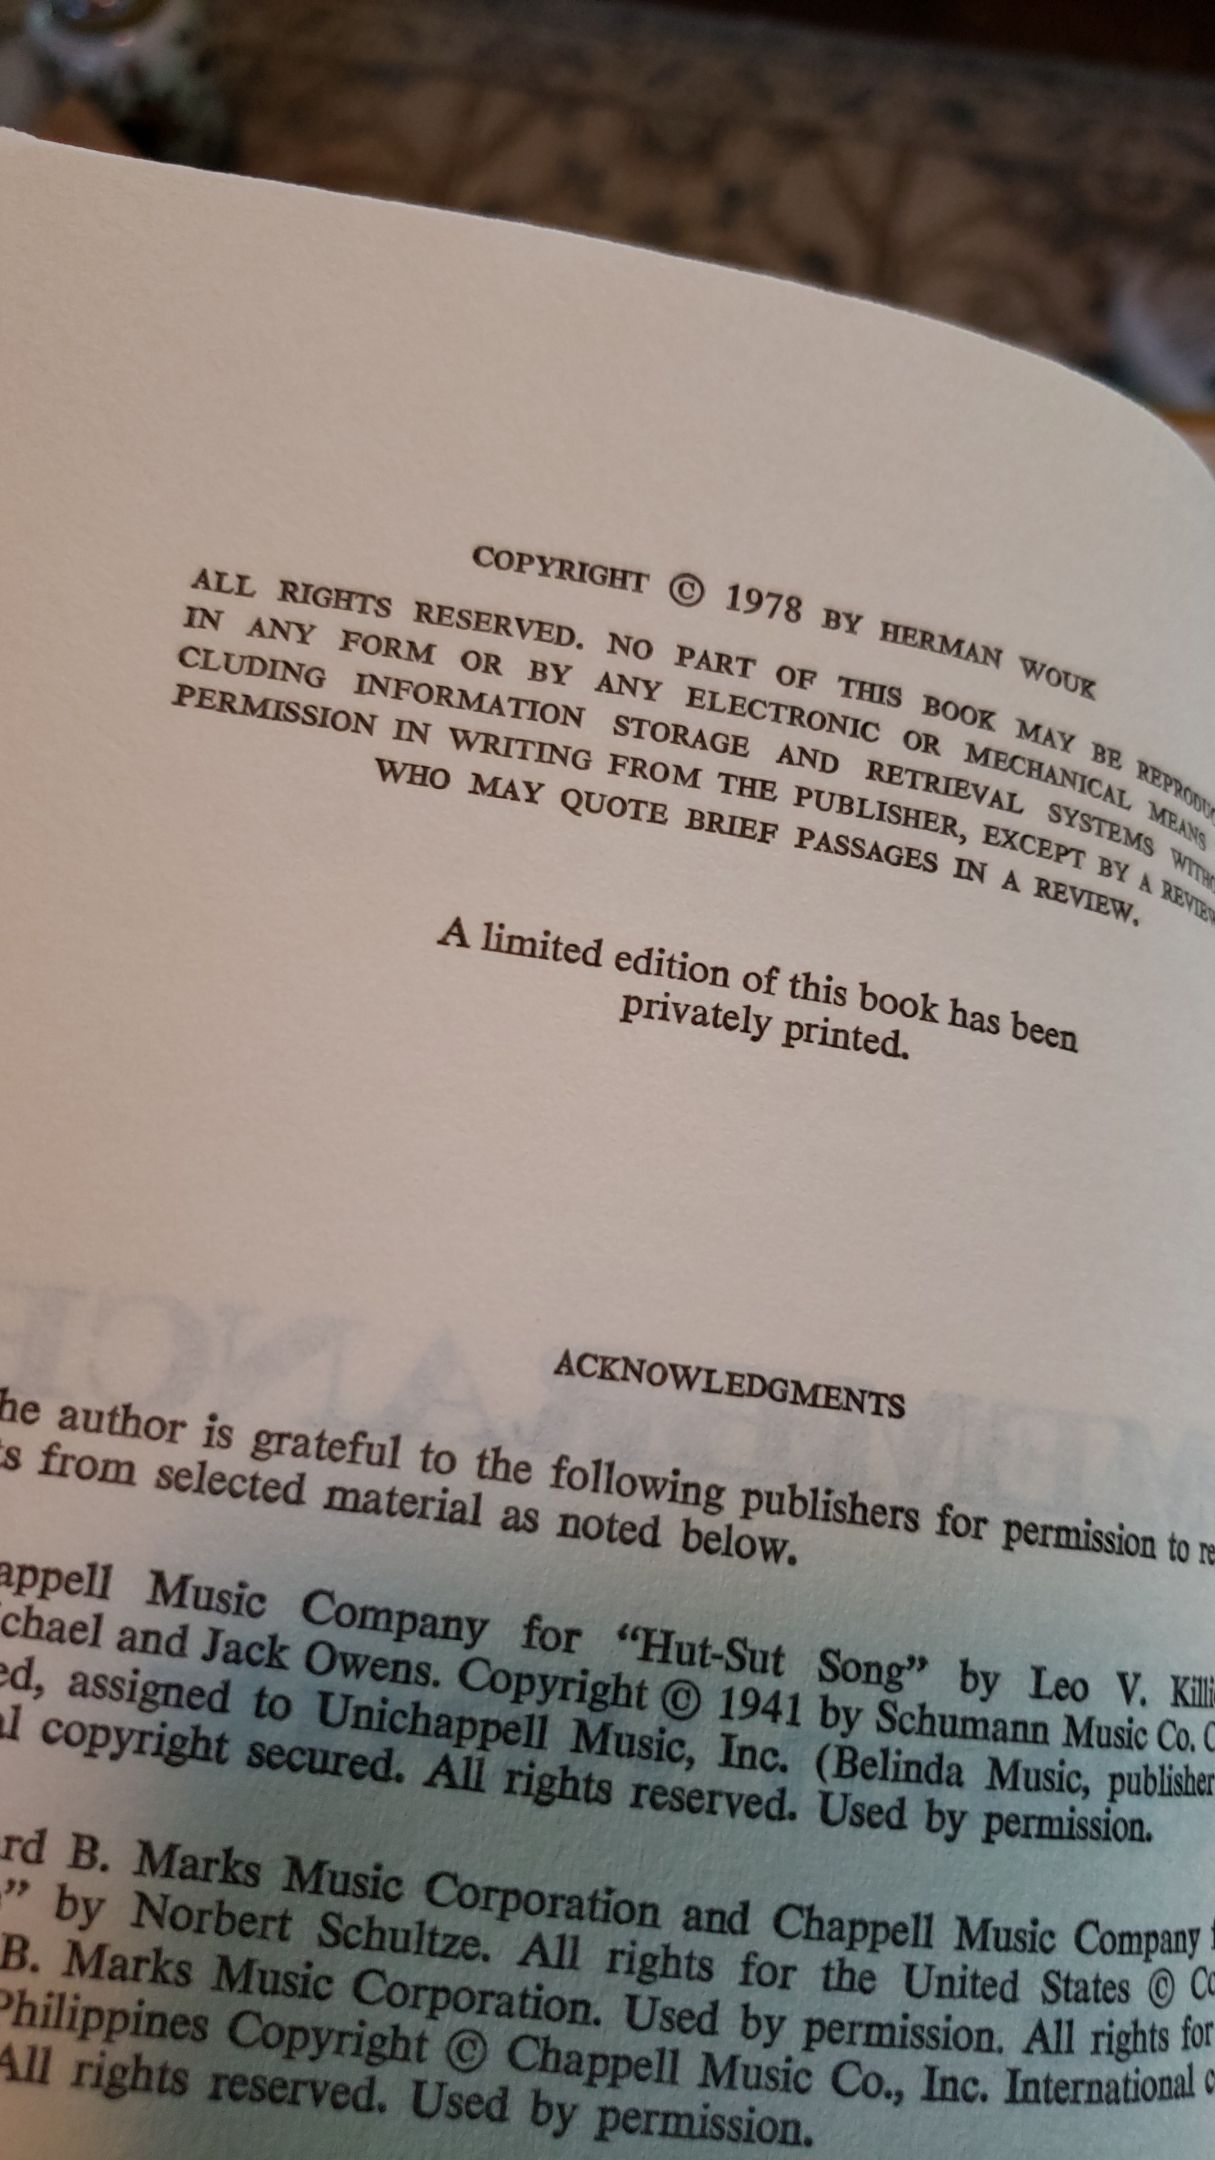 COPYRIGHT © 1978 BY HERMAN WOUK
ALL RIGHTS RESERVED. NO PART OF THIS BOOK MAY BE REPRODUC
IN ANY FORM OR BY ANY ELECTRONIC OR MECHANICAL MEANS
CLUDING INFORMATION STORAGE AND RETRIEVAL SYSTEMS WITHO
PERMISSION IN WRITING FROM THE PUBLISHER, EXCEPT BY A REVIEW
WHO MAY QUOTE BRIEF PASSAGES IN A REVIEW.
A limited edition of this book has been
privately printed.
ACKNOWLEDGMENTS
he author is grateful to the following publishers for permission to re
s from selected material as noted below.
appell Music Company for “Hut-Sut Song” by Leo V. Killi
chael and Jack Owens. Copyright © 1941 by Schumann Music Co. C
ed, assigned to Unichappell Music, Inc. (Belinda Music, publisher
al copyright secured. All rights reserved. Used by permission.
rd B. Marks Music Corporation and Chappell Music Company f
” by Norbert Schultze. All rights for the United States © Co
B. Marks Music Corporation. Used by permission. All rights for
Philippines Copyright © Chappell Music Co., Inc. International c
All rights reserved. Used by permission.